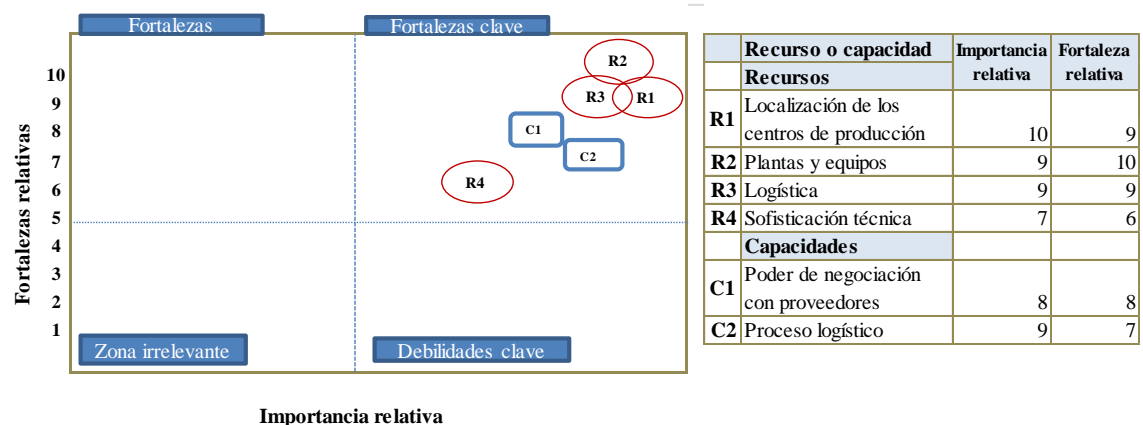 Fortalezas
Fortalezas clave
10
9
8
7
6
5
4
3
2
1
Fortalezas relativas
R2
R3
R1
C1
C2
R4
Zona irrelevante
Debilidades clave
Importancia relativa
Recurso o capacidad Importancia relativa Fortaleza relativa
Recursos
R1 Localización de los
centros de producción 10 9
R2 Plantas y equipos 9 10
R3 Logística 9 9
R4 Sofisticación técnica 7 6
Capacidades
C1 Poder de negociación
con proveedores 8 8
C2 Proceso logístico 9 7